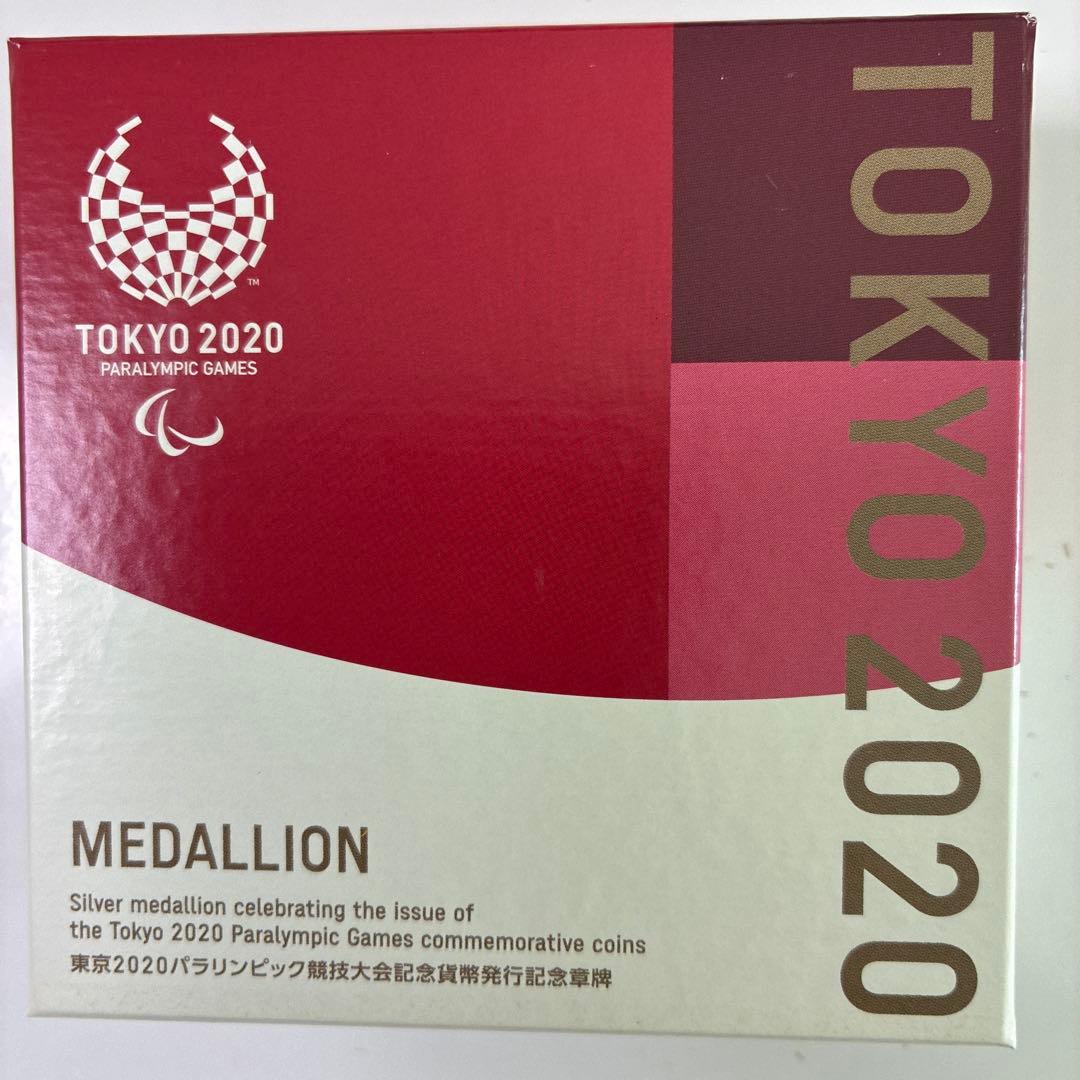 TOKYO 2020
PARALYMPIC GAMES
TM
TOKYO 2020
MEDALLION
Silver medallion celebrating the issue of
the Tokyo 2020 Paralympic Games commemorative coins
東京2020パラリンピック競技大会記念貨幣発行記念章牌